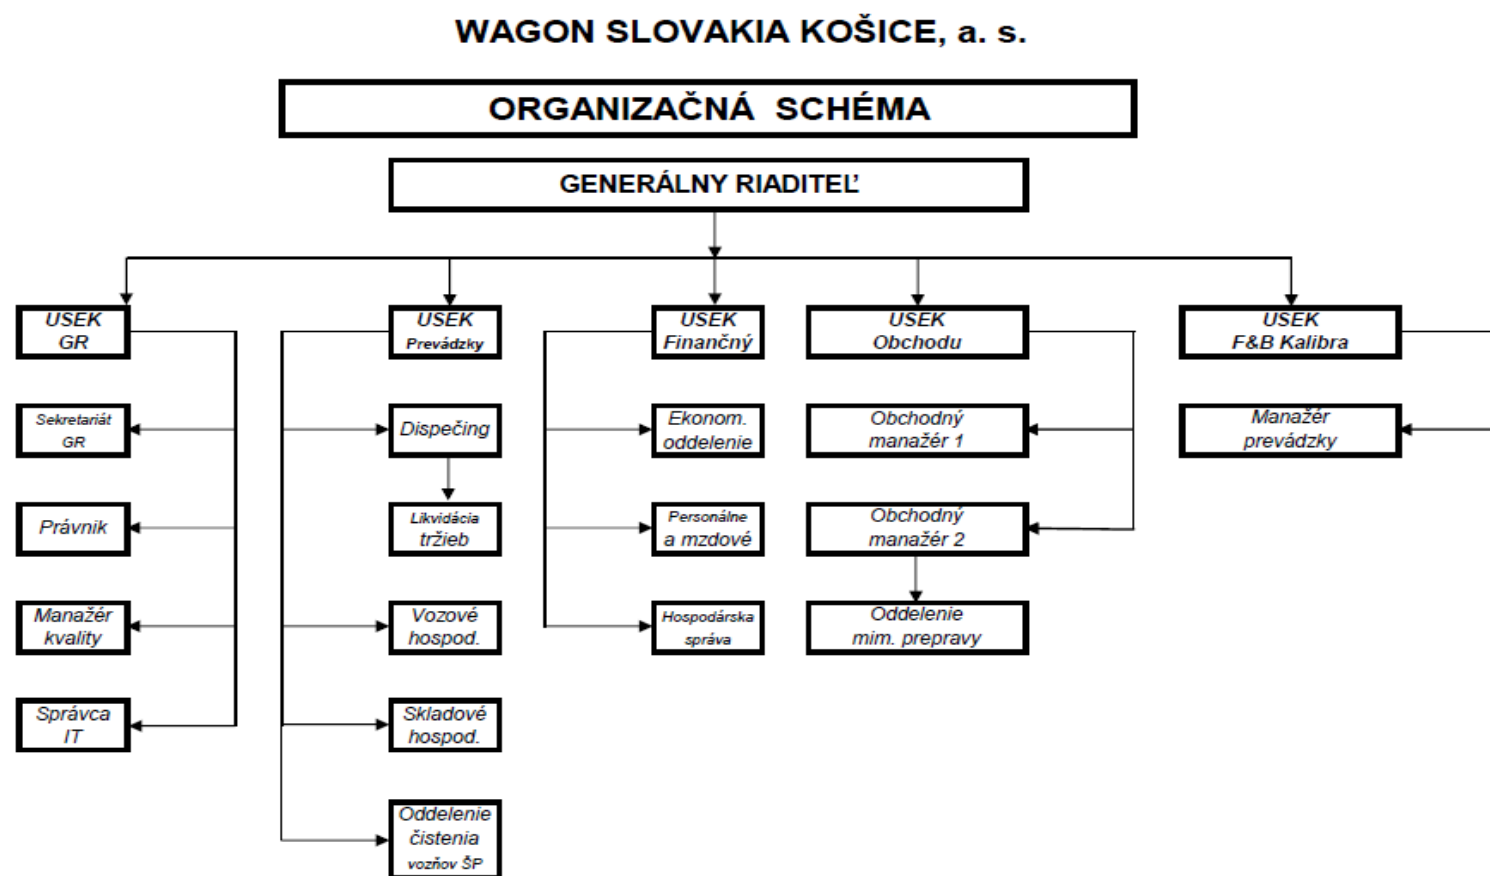 WAGON SLOVAKIA KOŠICE, a. s.
ORGANIZAČNÁ SCHÉMA
GENERÁLNY RIADITEĽ
USEK
GR
USEK
Prevádzky
USEK
Finančný
USEK
Obchodu
USEK
F&B Kalibra
Sekretariát
GR
Dispečing
Ekonom.
oddelenie
Obchodný
manažér 1
Manažér
prevádzky
Právnik
Likvidácia
tržieb
Personálne
a mzdové
Obchodný
manažér 2
Manažér
kvality
Vozové
hospod.
Hospodárska
správa
Oddelenie
mim. prepravy
Správca
IT
Skladové
hospod.
Oddelenie
čistenia
vozňov ŠP